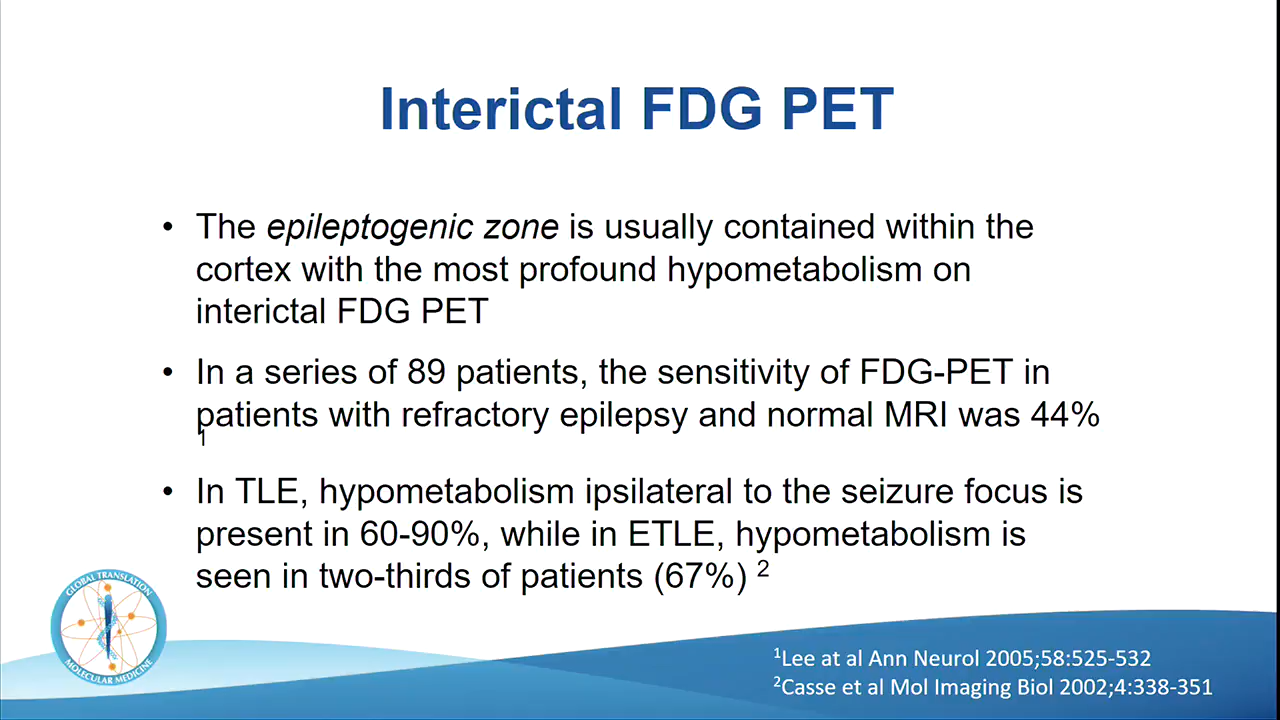 Interictal FDG PET
• The epileptogenic zone is usually contained within the
cortex with the most profound hypometabolism on
interictal FDG PET
• In a series of 89 patients, the sensitivity of FDG-PET in
patients with refractory epilepsy and normal MRI was 44%
1
• In TLE, hypometabolism ipsilateral to the seizure focus is
present in 60-90%, while in ETLE, hypometabolism is
seen in two-thirds of patients (67%) 2
GLOBAL TRANSLATION
MOLECULAR MEDICINE
1Lee at al Ann Neurol 2005;58:525-532
2Casse et al Mol Imaging Biol 2002;4:338-351